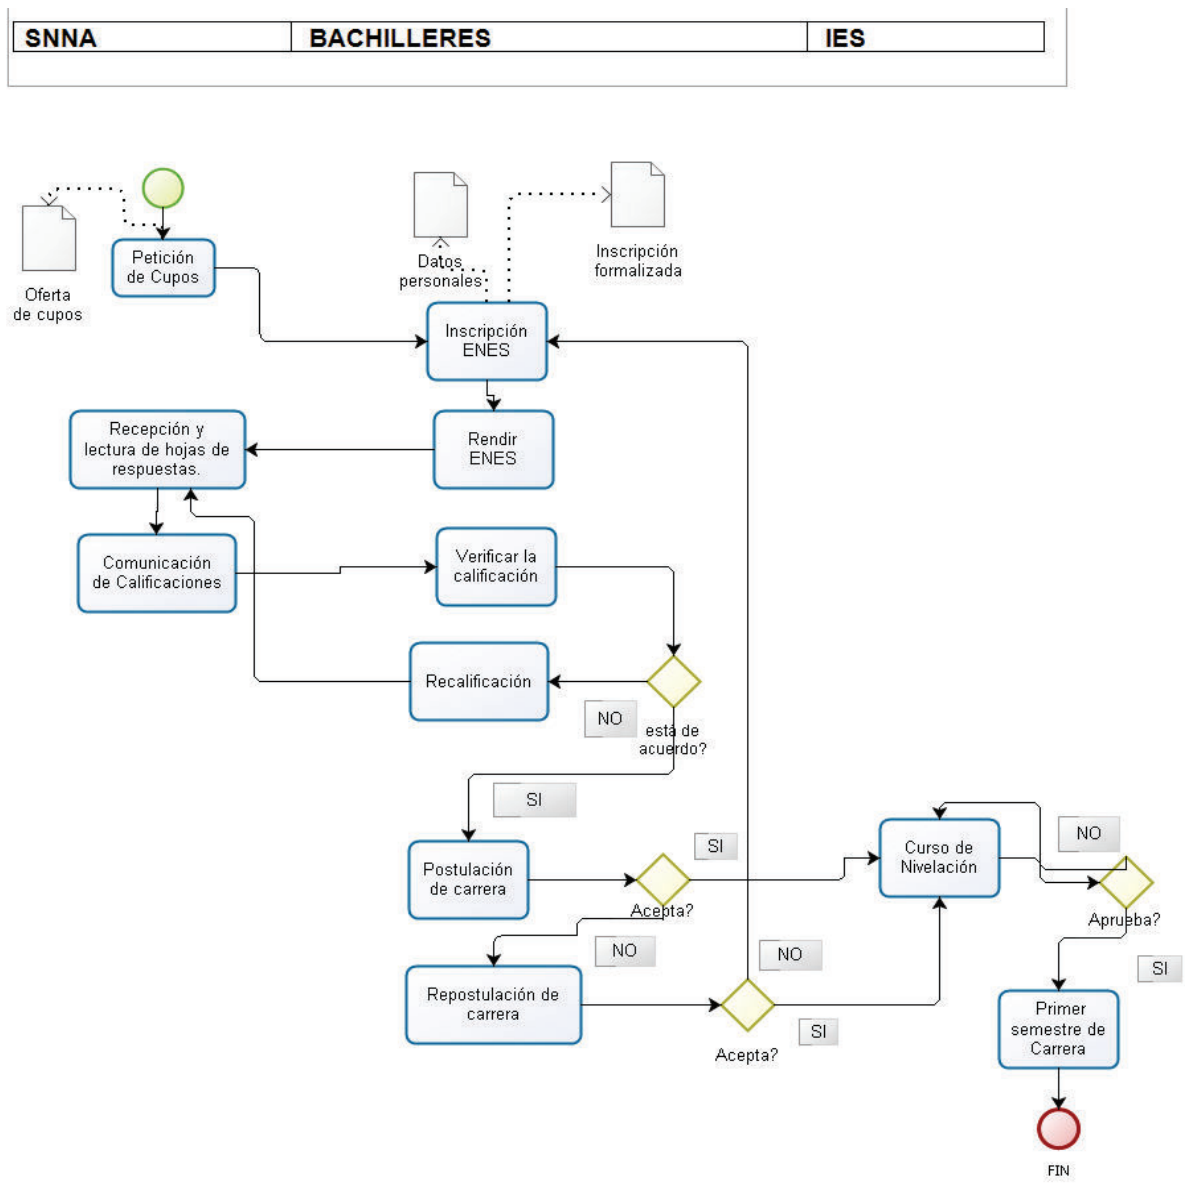 SNNA BACHILLERES IES
Petición
de Cupos
Oferta
de cupos
Datos
personales
Inscripción
formalizada
Inscripción
ENES
Recepción y
lectura de hojas de
respuestas.
Rendir
ENES
Comunicación
de Calificaciones
Verificar la
calificación
Recalificación
NO
está de
acuerdo?
SI
Postulación
de carrera
SI
Acepta?
NO
Curso de
Nivelación
NO
Aprueba?
SI
Repostulación de
carrera
NO
SI
Acepta?
Primer
semestre de
Carrera
FIN